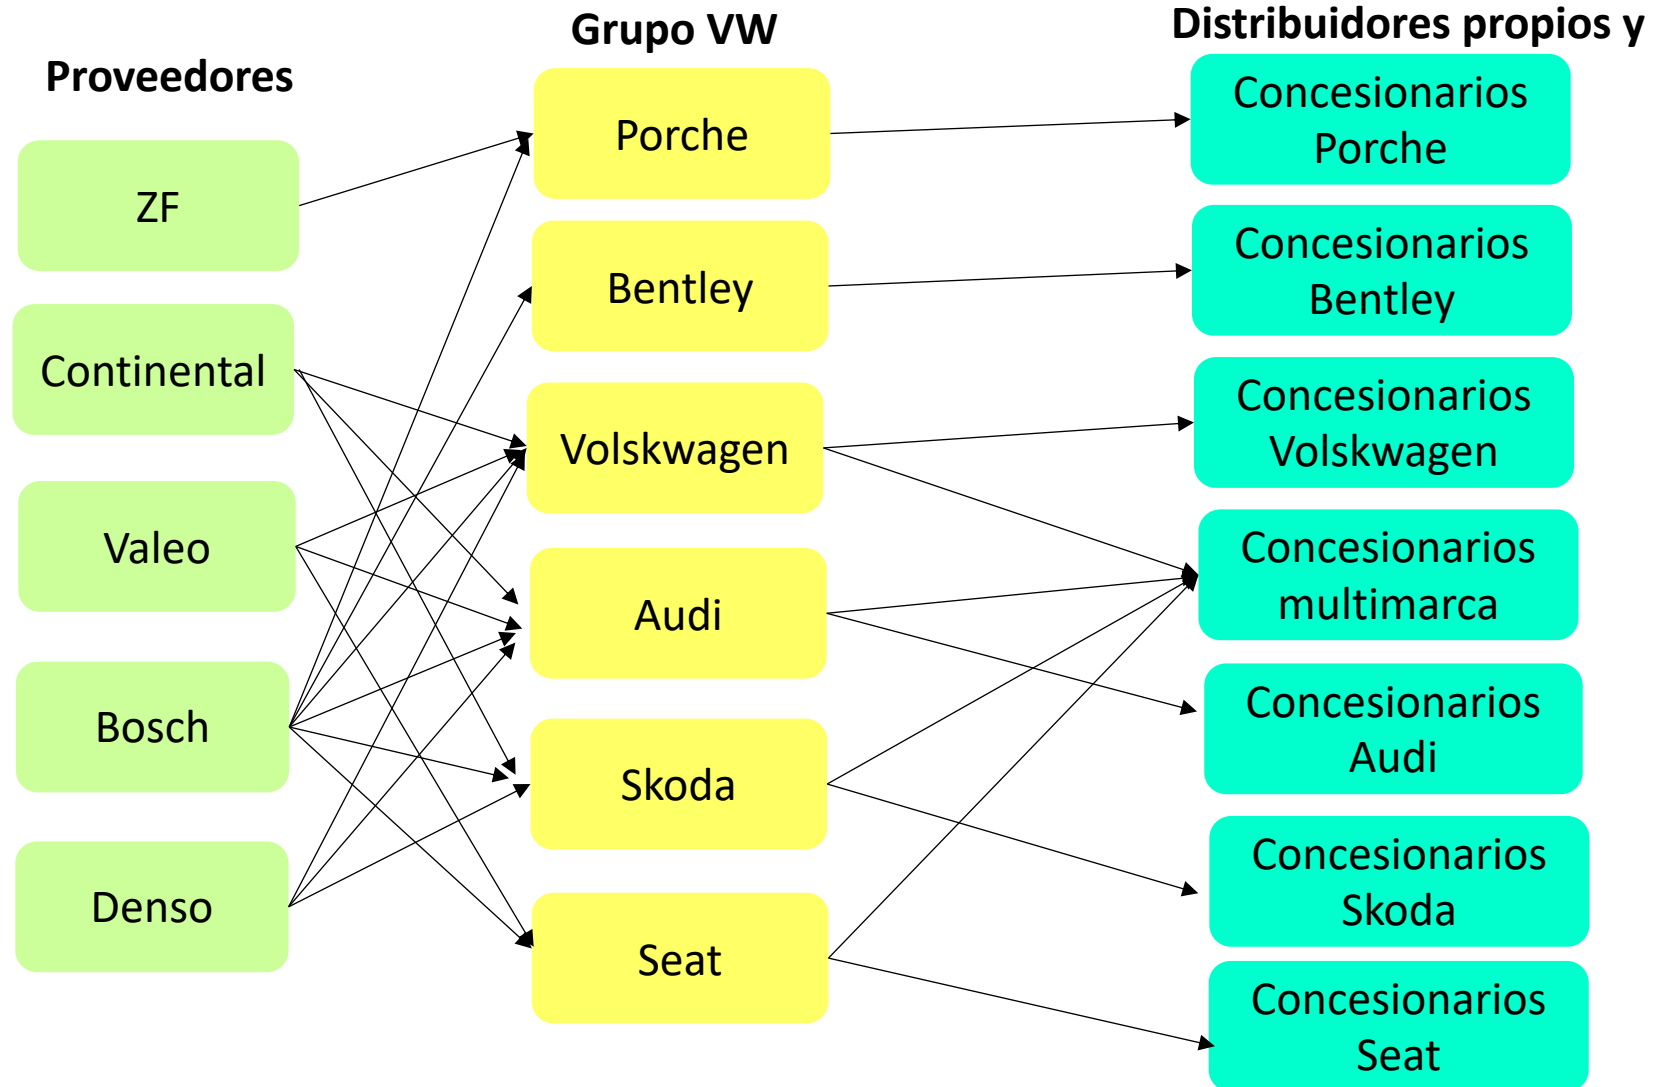 Proveedores
ZF
Continental
Valeo
Bosch
Denso
Grupo VW
Porche
Bentley
Volskwagen
Audi
Skoda
Seat
Distribuidores propios y
Concesionarios
Porche
Concesionarios
Bentley
Concesionarios
Volskwagen
Concesionarios
multimarca
Concesionarios
Audi
Concesionarios
Skoda
Concesionarios
Seat